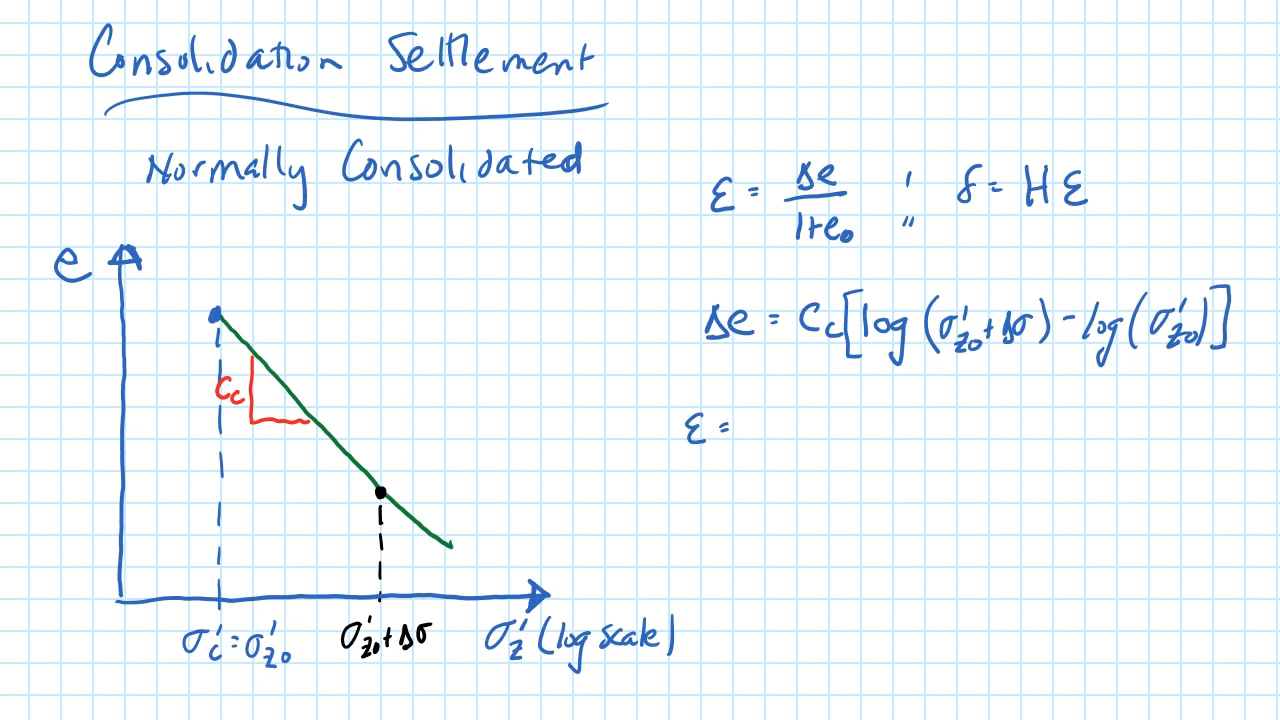 Consolidation Settlement
Normally Consolidated
ε = Δe / 1+e₀ ; δ = H ε
e
Δe = Cc[log(σ'z₀+Δσ) - log(σ'z₀)]
Cc
ε =
σ'c = σ'z₀
σ'z₀+Δσ
σ'z (log scale)